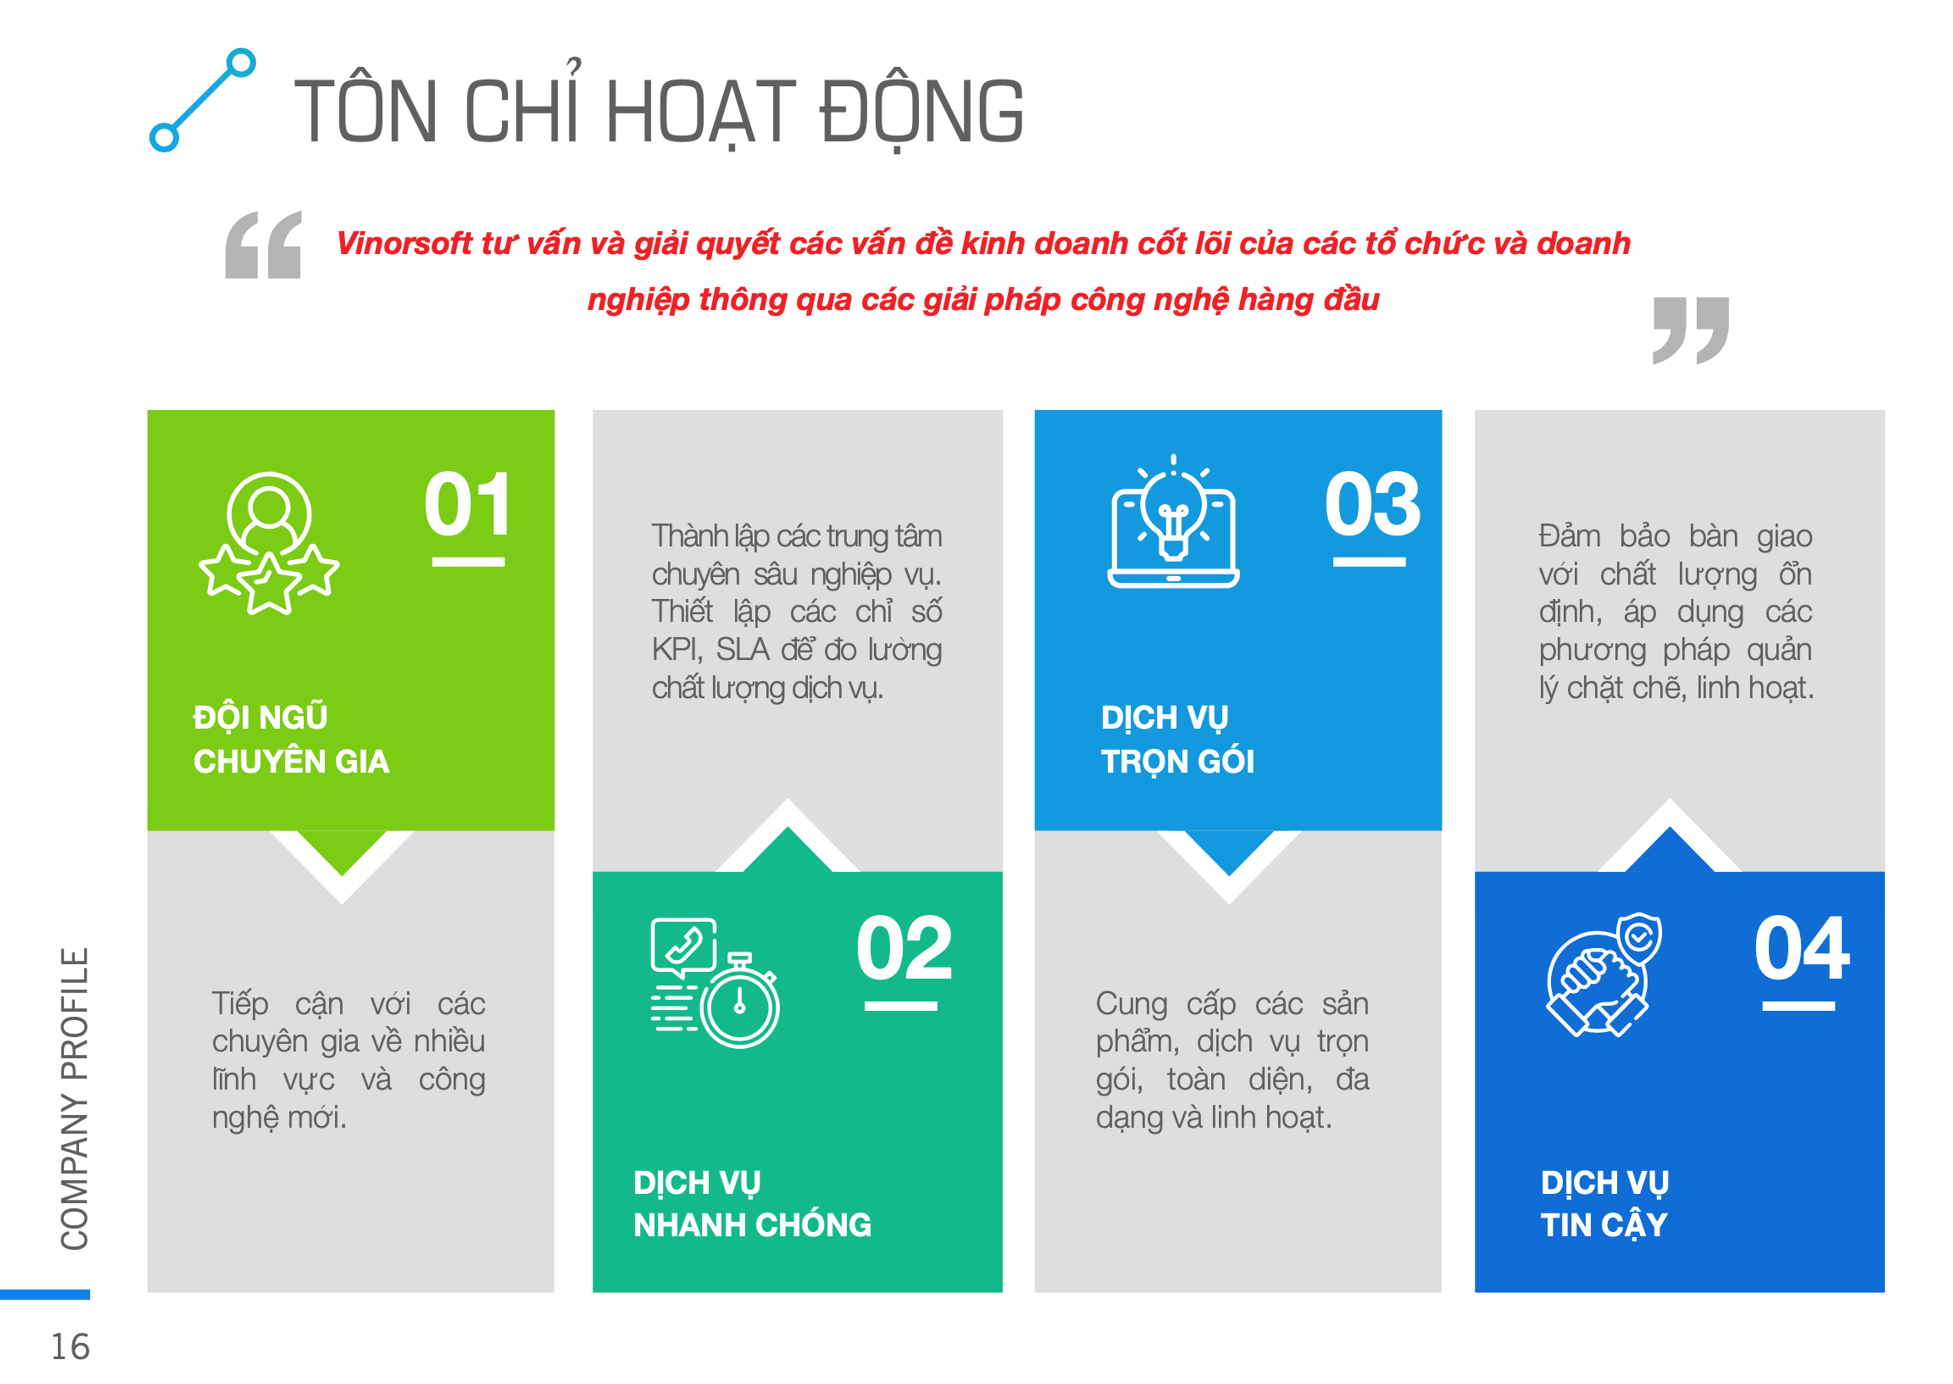 TÔN CHỈ HOẠT ĐỘNG
“
Vinorsoft tư vấn và giải quyết các vấn đề kinh doanh cốt lõi của các tổ chức và doanh
nghiệp thông qua các giải pháp công nghệ hàng đầu
”
01
ĐỘI NGŨ
CHUYÊN GIA
Tiếp cận với các
chuyên gia về nhiều
lĩnh vực và công
nghệ mới.
Thành lập các trung tâm
chuyên sâu nghiệp vụ.
Thiết lập các chỉ số
KPI, SLA để đo lường
chất lượng dịch vụ.
02
DỊCH VỤ
NHANH CHÓNG
03
DỊCH VỤ
TRỌN GÓI
Cung cấp các sản
phẩm, dịch vụ trọn
gói, toàn diện, đa
dạng và linh hoạt.
Đảm bảo bàn giao
với chất lượng ổn
định, áp dụng các
phương pháp quản
lý chặt chẽ, linh hoạt.
04
DỊCH VỤ
TIN CẬY
COMPANY PROFILE
16